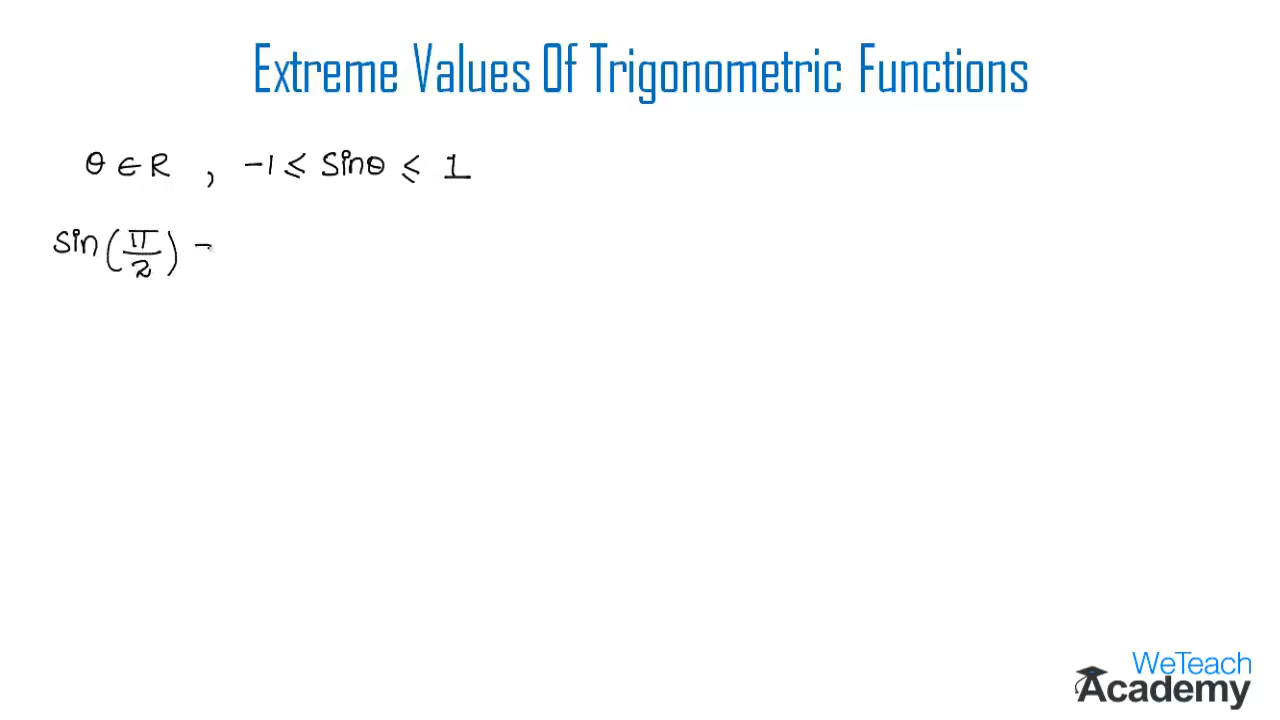 Extreme Values Of Trigonometric Functions
θ ∈ R , -1 ≤ Sinθ ≤ 1
Sin(π/2) -
WeTeach
Academy